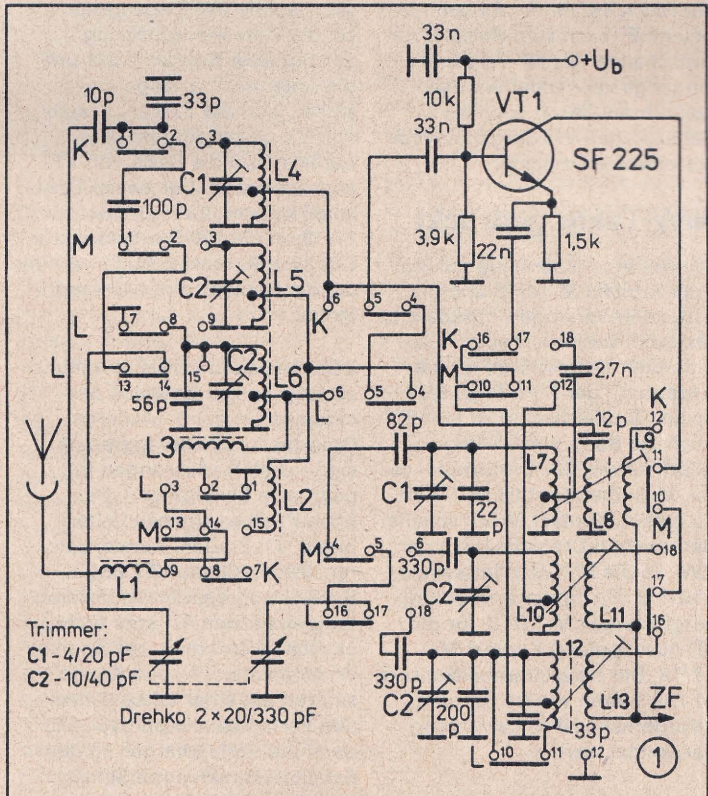 33n
+Ub
10p
33p
10k
VT1
K
1
2
3
33n
SF 225
C1
L4
100p
M
1
2
3
3,9k
22n
1,5k
C2
L5
L
7
8
9
6
5
4
K
K
16
17
18
L
13
14
15
C2
L6
M
10
11
12
2,7n
56p
6
L
5
4
12p
K
12
L3
82p
L7
L9
11
L
3
2
1
C1
22
p
L8
10
M
13
14
15
L2
M
4
5
6
330p
M
18
L1
9
8
7
K
C2
L10
L11
17
16
L
16
17
18
Trimmer:
C1 - 4/20 pF
C2 - 10/40 pF
330p
C2
200
p
L12
L13
ZF
33p
Drehko 2×20/330 pF
L
10
11
12
1